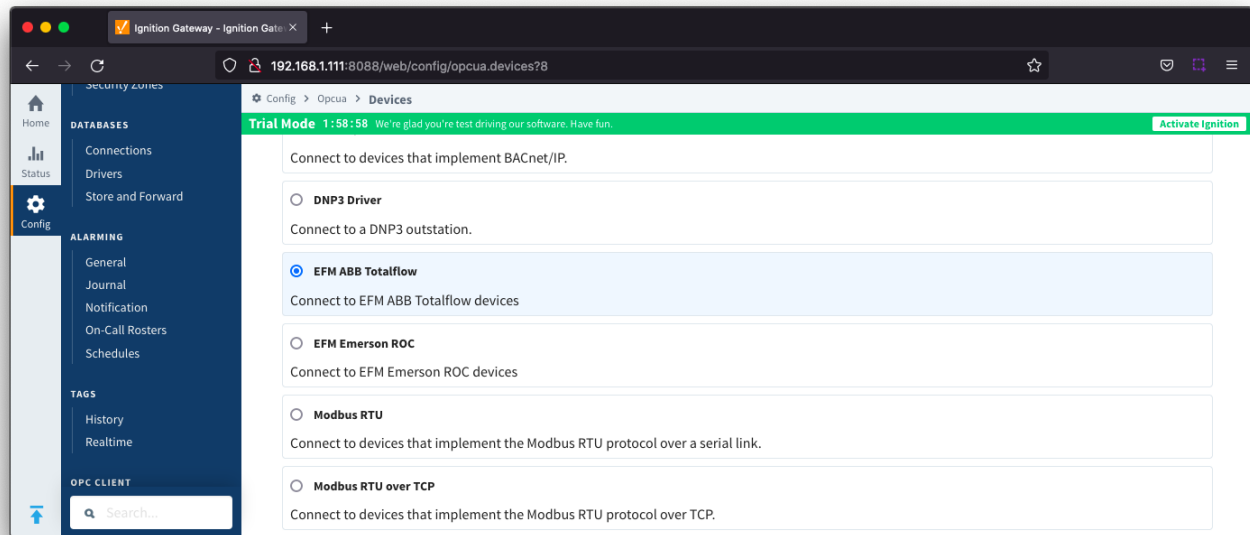 Ignition Gateway - Ignition Gate
192.168.1.111:8088/web/config/opcua.devices?8
Home
Status
Config
Security Zones
DATABASES
Connections
Drivers
Store and Forward
ALARMING
General
Journal
Notification
On-Call Rosters
Schedules
TAGS
History
Realtime
OPC CLIENT
Search...
Config > Opcua > Devices
Trial Mode 1:58:58 We're glad you're test driving our software. Have fun. Activate Ignition
Connect to devices that implement BACnet/IP.
DNP3 Driver
Connect to a DNP3 outstation.
EFM ABB Totalflow
Connect to EFM ABB Totalflow devices
EFM Emerson ROC
Connect to EFM Emerson ROC devices
Modbus RTU
Connect to devices that implement the Modbus RTU protocol over a serial link.
Modbus RTU over TCP
Connect to devices that implement the Modbus RTU protocol over TCP.